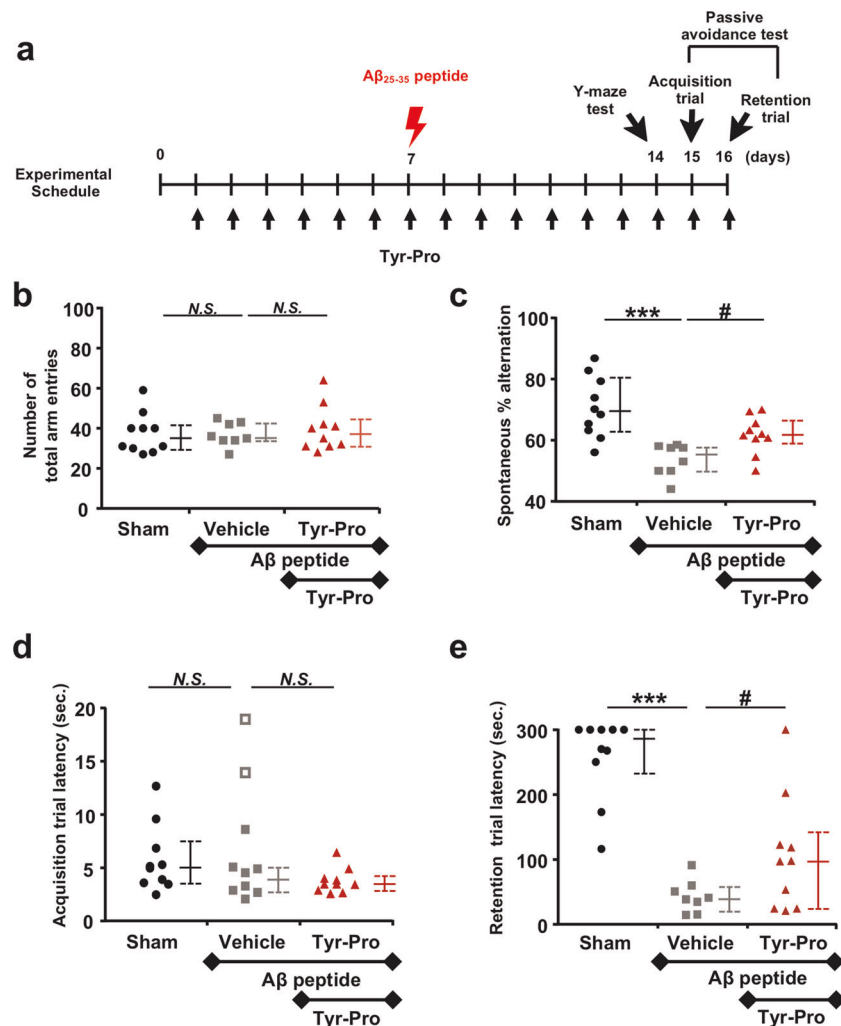 a
Passive
avoidance test
Aβ25-35 peptide
Y-maze
test
Acquisition
trial
Retention
trial
Experimental
Schedule
0
7
14
15
16
(days)
Tyr-Pro
b
Number of
total arm entries
100
80
60
40
20
0
N.S.
N.S.
Sham
Vehicle
Tyr-Pro
Aβ peptide
Tyr-Pro
c
Spontaneous % alternation
100
80
60
40
***
#
Sham
Vehicle
Tyr-Pro
Aβ peptide
Tyr-Pro
d
Acquisition trial latency (sec.)
20
15
10
5
0
N.S.
N.S.
Sham
Vehicle
Tyr-Pro
Aβ peptide
Tyr-Pro
e
Retention trial latency (sec.)
300
200
100
0
***
#
Sham
Vehicle
Tyr-Pro
Aβ peptide
Tyr-Pro